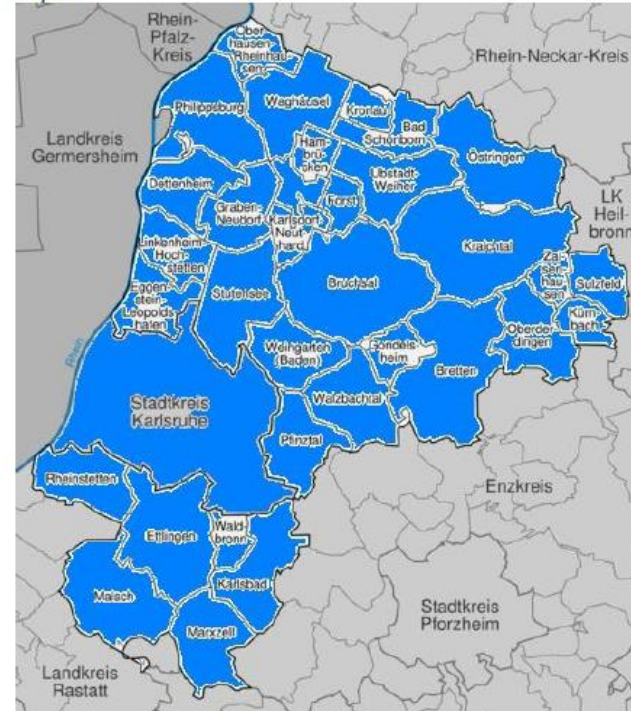 Rhein-
Pfalz-
Kreis
Ober
hausen-
Rheinhau-
sen
Rhein-Neckar-Kreis
Philippsburg
Waghäusel
Kronau
Bad
Schönborn
Landkreis
Germersheim
Ham-
brü-
cken
Östringen
Dettenheim
Ubstadt-
Weiher
Forst
LK
Heil-
bronn
Graben-
Neudorf
Karlsdorf-
Neut
hard
Linkenheim-
Hoch-
stetten
Kraichtal
Zai-
sen
hau-
sen
Sulzfeld
Eggen-
stein-
Leopolds
hafen
Stutensee
Bruchsal
Kürn-
bach
Oberder-
dingen
Rhein
Weingarten
(Baden)
Gondels-
heim
Bretten
Stadtkreis
Karlsruhe
Walzbachtal
Pfinztal
Rheinstetten
Enzkreis
Ettlingen
Wald-
bronn
Malsch
Karlsbad
Stadtkreis
Pforzheim
Marxzell
Landkreis
Rastatt